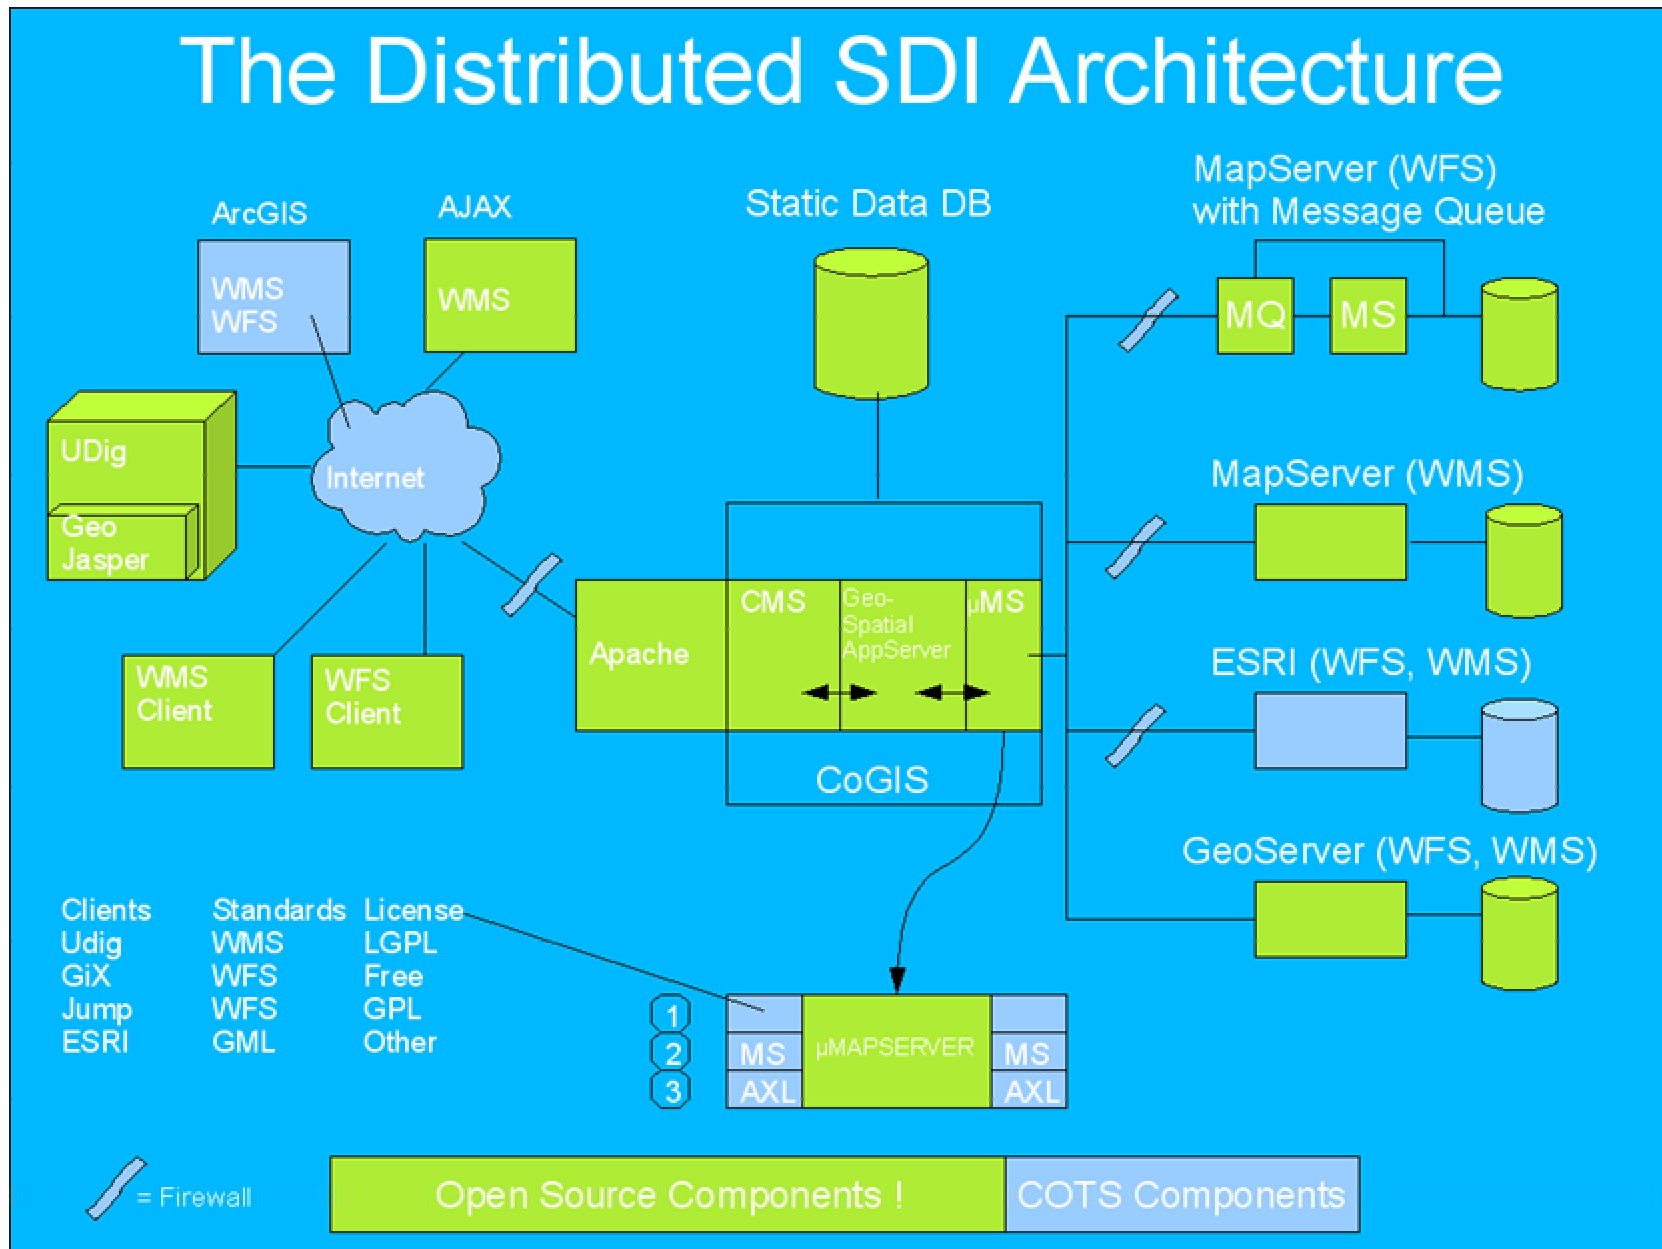 The Distributed SDI Architecture
MapServer (WFS)
with Message Queue
Static Data DB
ArcGIS
AJAX
WMS
WFS
WMS
MQ
MS
UDig
Geo
Jasper
Internet
MapServer (WMS)
CMS
Geo-
Spatial
AppServer
µMS
Apache
ESRI (WFS, WMS)
WMS
Client
WFS
Client
CoGIS
GeoServer (WFS, WMS)
Clients Standards License
Udig WMS LGPL
GiX WFS Free
Jump WFS GPL
ESRI GML Other
1
2 MS µMAPSERVER MS
3 AXL AXL
= Firewall
Open Source Components !
COTS Components